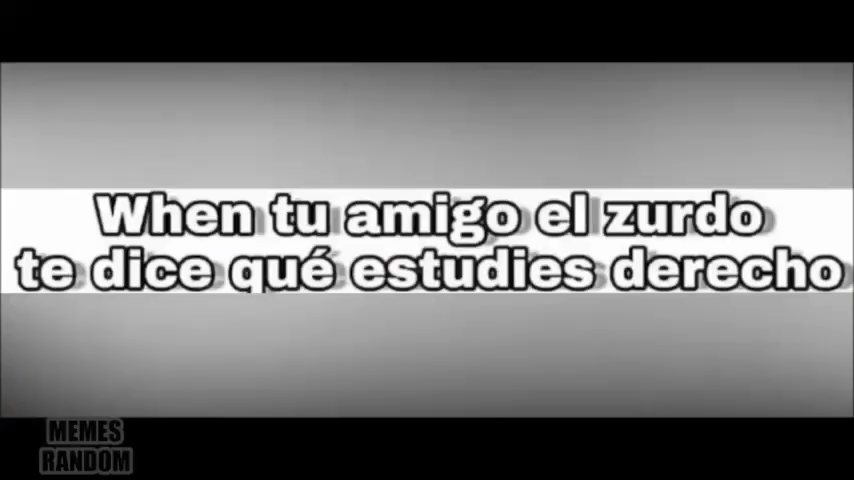 When tu amigo el zurdo
te dice qué estudies derecho
MEMES
RANDOM